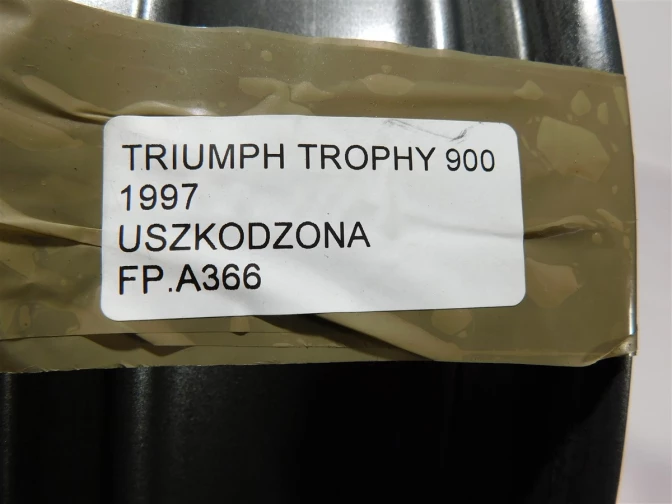 TRIUMPH TROPHY 900
1997
USZKODZONA
FP.A366